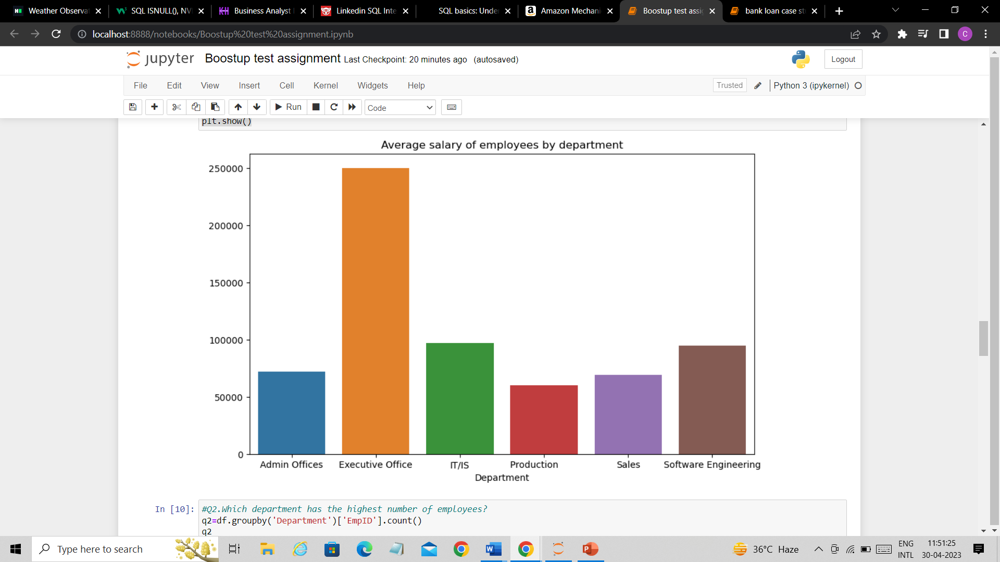 Weather Observat
SQL ISNULL(), NV
Business Analyst
Linkedin SQL Inte
SQL basics: Unde
Amazon Mechani
Boostup test assig
bank loan case st
localhost:8888/notebooks/Boostup%20test%20assignment.ipynb
C
jupyter Boostup test assignment Last Checkpoint: 20 minutes ago (autosaved)
Logout
File Edit View Insert Cell Kernel Widgets Help
Trusted Python 3 (ipykernel)
Run Code
plt.show()
Average salary of employees by department
250000
200000
150000
100000
50000
0
Admin Offices Executive Office IT/IS Production Sales Software Engineering
Department
In [10]: #Q2.Which department has the highest number of employees?
q2=df.groupby('Department')['EmpID'].count()
q2
Type here to search
36°C Haze
ENG
INTL
11:51:25
30-04-2023